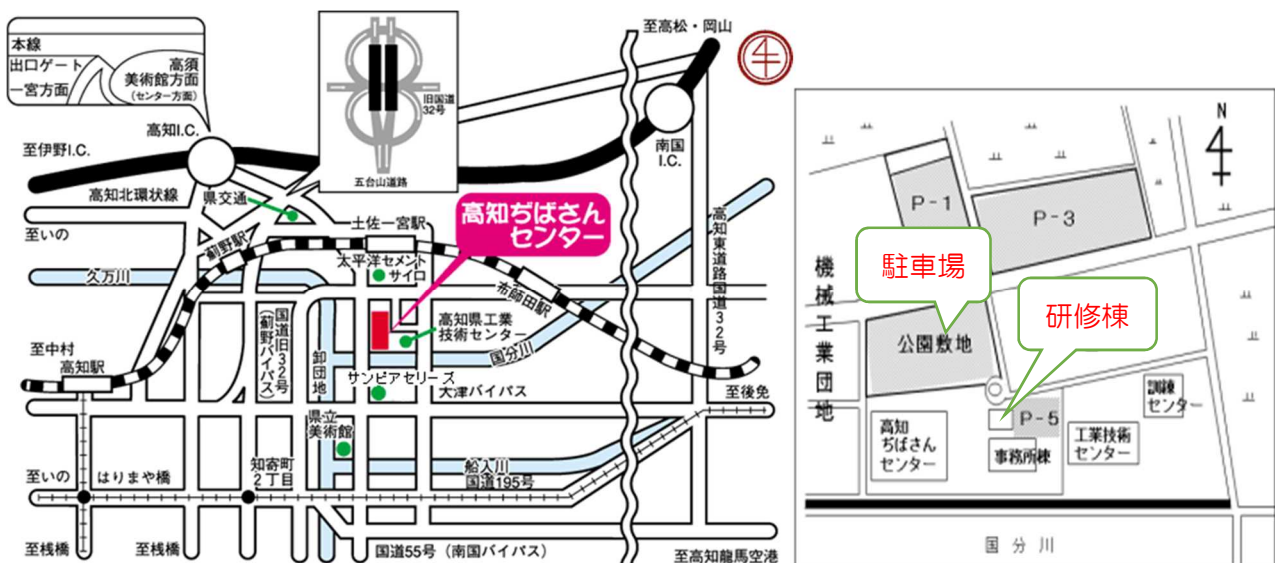 本線
出口ゲート
一宮方面
高須
美術館方面
(センター方面)
高知I.C.
至伊野I.C.
高知北環状線
県交通
至いの
薊野駅
久万川
旧国道
32号
五台山道路
至高松・岡山
南国
I.C.
土佐一宮駅
太平洋セメント
サイロ
高知ぢばさん
センター
布師田駅
高知東道路国道32号
高知県工業
技術センター
国分川
国道旧32号
(薊野バイパス)
卸団地
至中村
高知駅
サンピアセリーズ
大津バイパス
至後免
県立
美術館
知寄町
2丁目
船入川
国道195号
至いの
はりまや橋
至桟橋
至桟橋
国道55号(南国バイパス)
至高知龍馬空港
N
P-1
P-3
駐車場
研修棟
機械工業団地
公園敷地
P-5
訓練
センター
高知
ぢばさん
センター
事務所棟
工業技術
センター
国分川